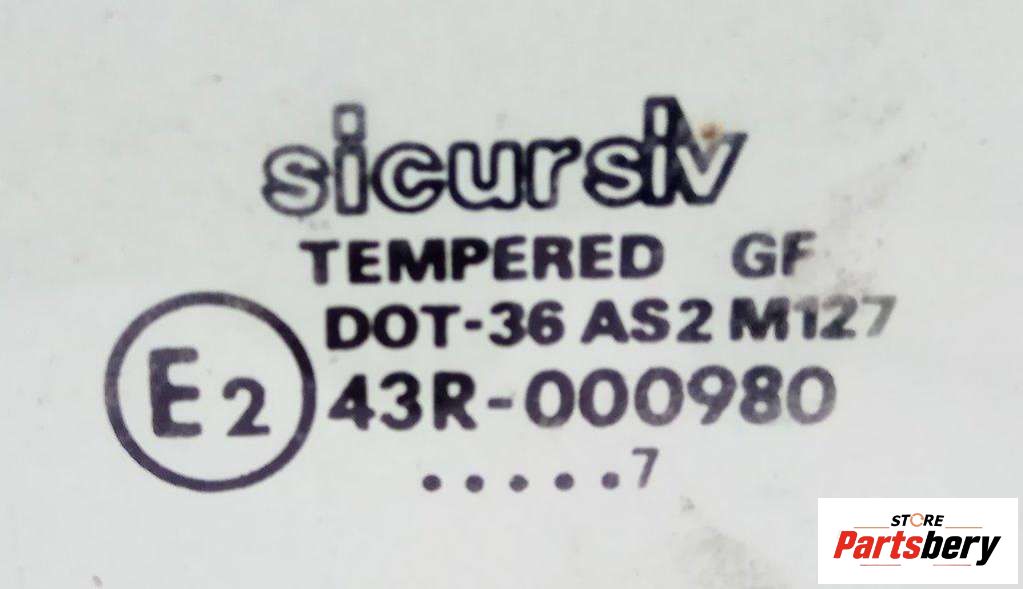 sicursiv
TEMPERED GF
DOT-36 AS2 M127
E2
43R-000980
.....7
STORE
Partsbery